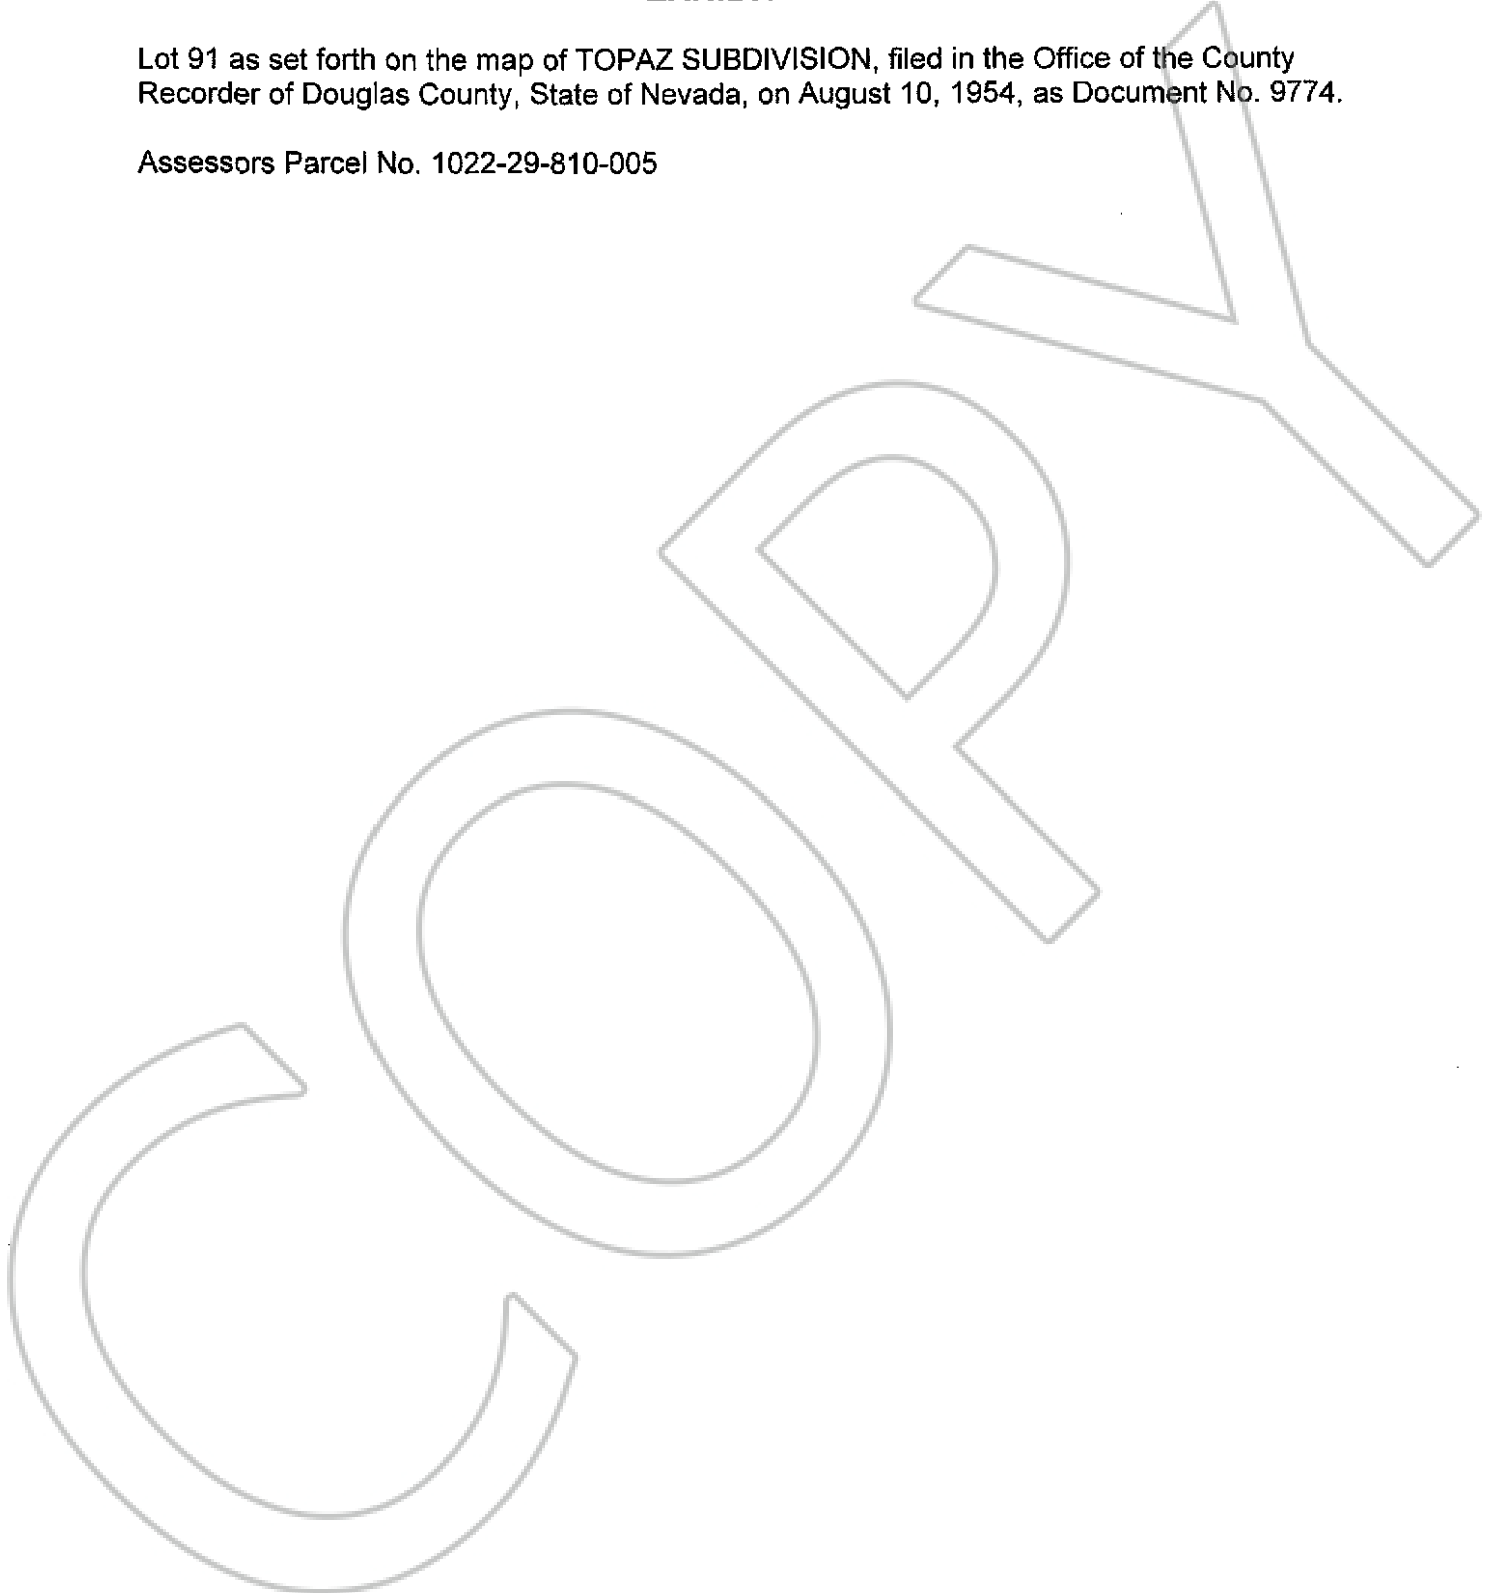 Lot 91 as set forth on the map of TOPAZ SUBDIVISION, filed in the Office of the County
Recorder of Douglas County, State of Nevada, on August 10, 1954, as Document No. 9774.
Assessors Parcel No. 1022-29-810-005
COPY